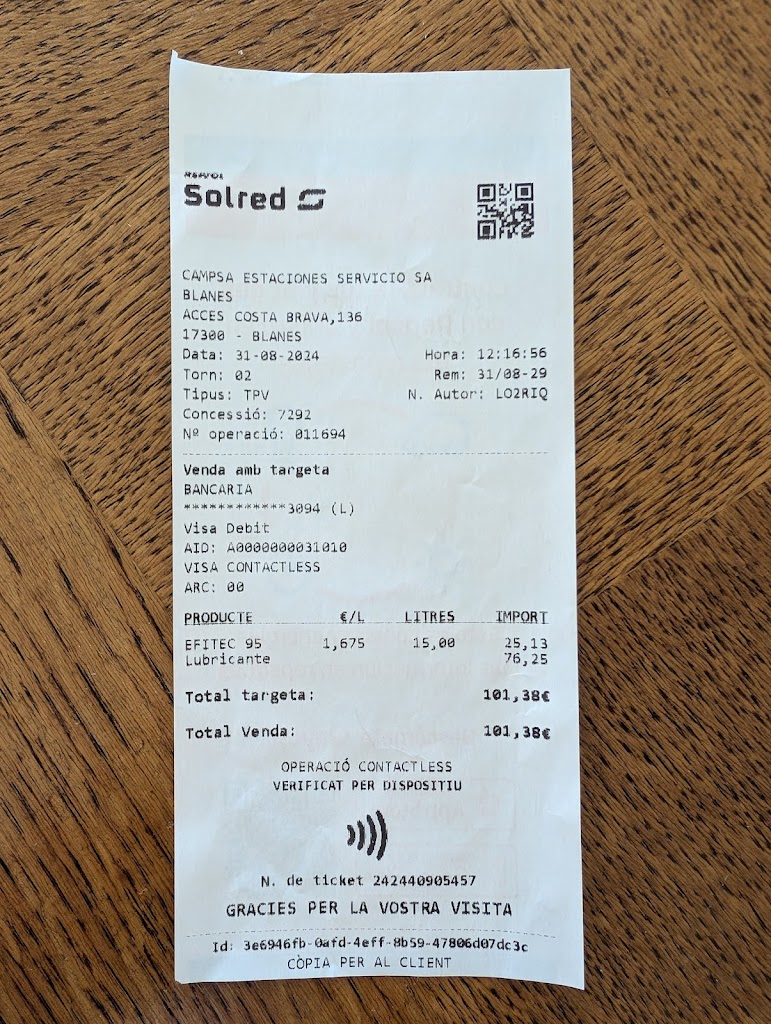 REPSOL
Solred
CAMPSA ESTACIONES SERVICIO SA
BLANES
ACCES COSTA BRAVA,136
17300 - BLANES
Data: 31-08-2024 Hora: 12:16:56
Torn: 02 Rem: 31/08-29
Tipus: TPV N. Autor: LO2RIQ
Concessió: 7292
Nº operació: 011694
Venda amb targeta
BANCARIA
************3094 (L)
Visa Debit
AID: A0000000031010
VISA CONTACTLESS
ARC: 00
PRODUCTE €/L LITRES IMPORT
EFITEC 95 1,675 15,00 25,13
Lubricante 76,25
Total targeta: 101,38€
Total Venda: 101,38€
OPERACIÓ CONTACTLESS
VERIFICAT PER DISPOSITIU
N. de ticket 242440905457
GRACIES PER LA VOSTRA VISITA
Id: 3e6946fb-0afd-4eff-8b59-47806d07dc3c
CÒPIA PER AL CLIENT